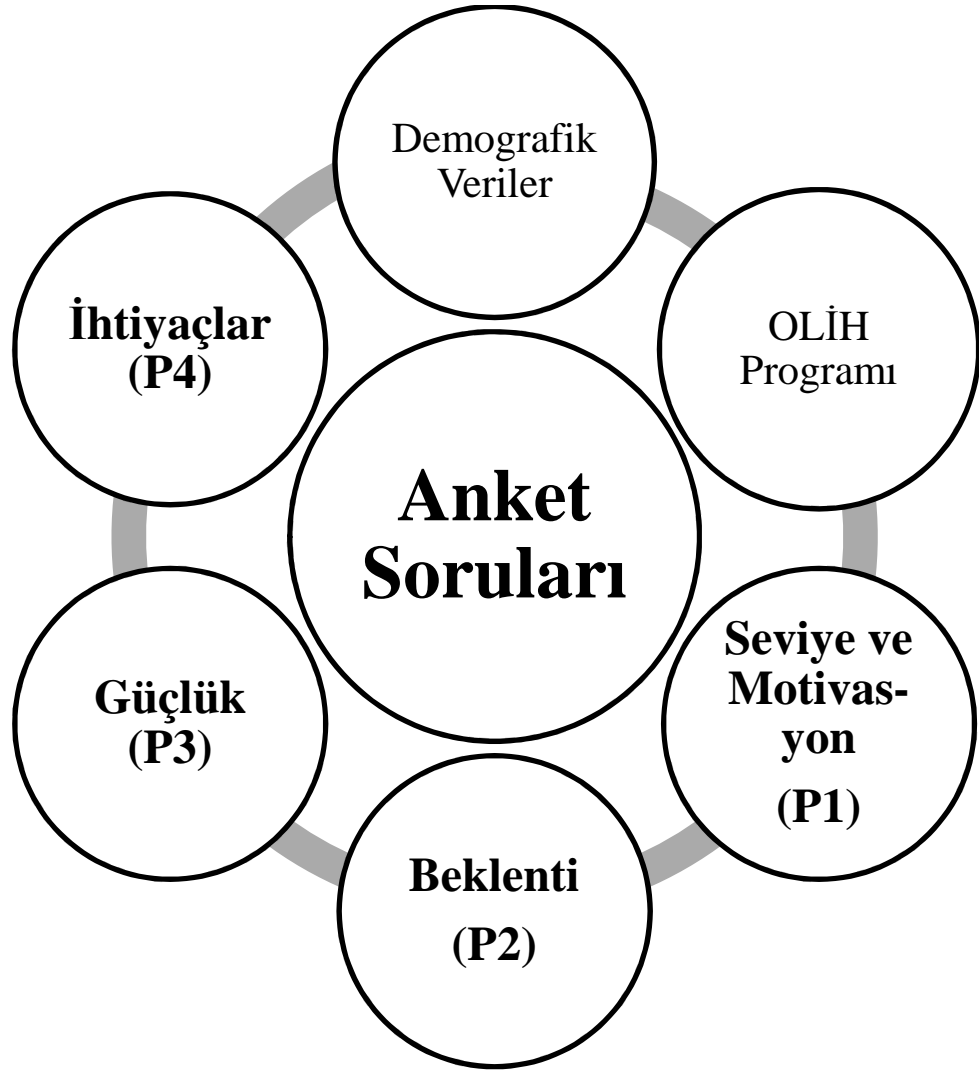 Demografik
Veriler
OLİH
Programı
Seviye ve
Motivas-
yon
(P1)
Beklenti
(P2)
Güçlük
(P3)
İhtiyaçlar
(P4)
Anket
Soruları